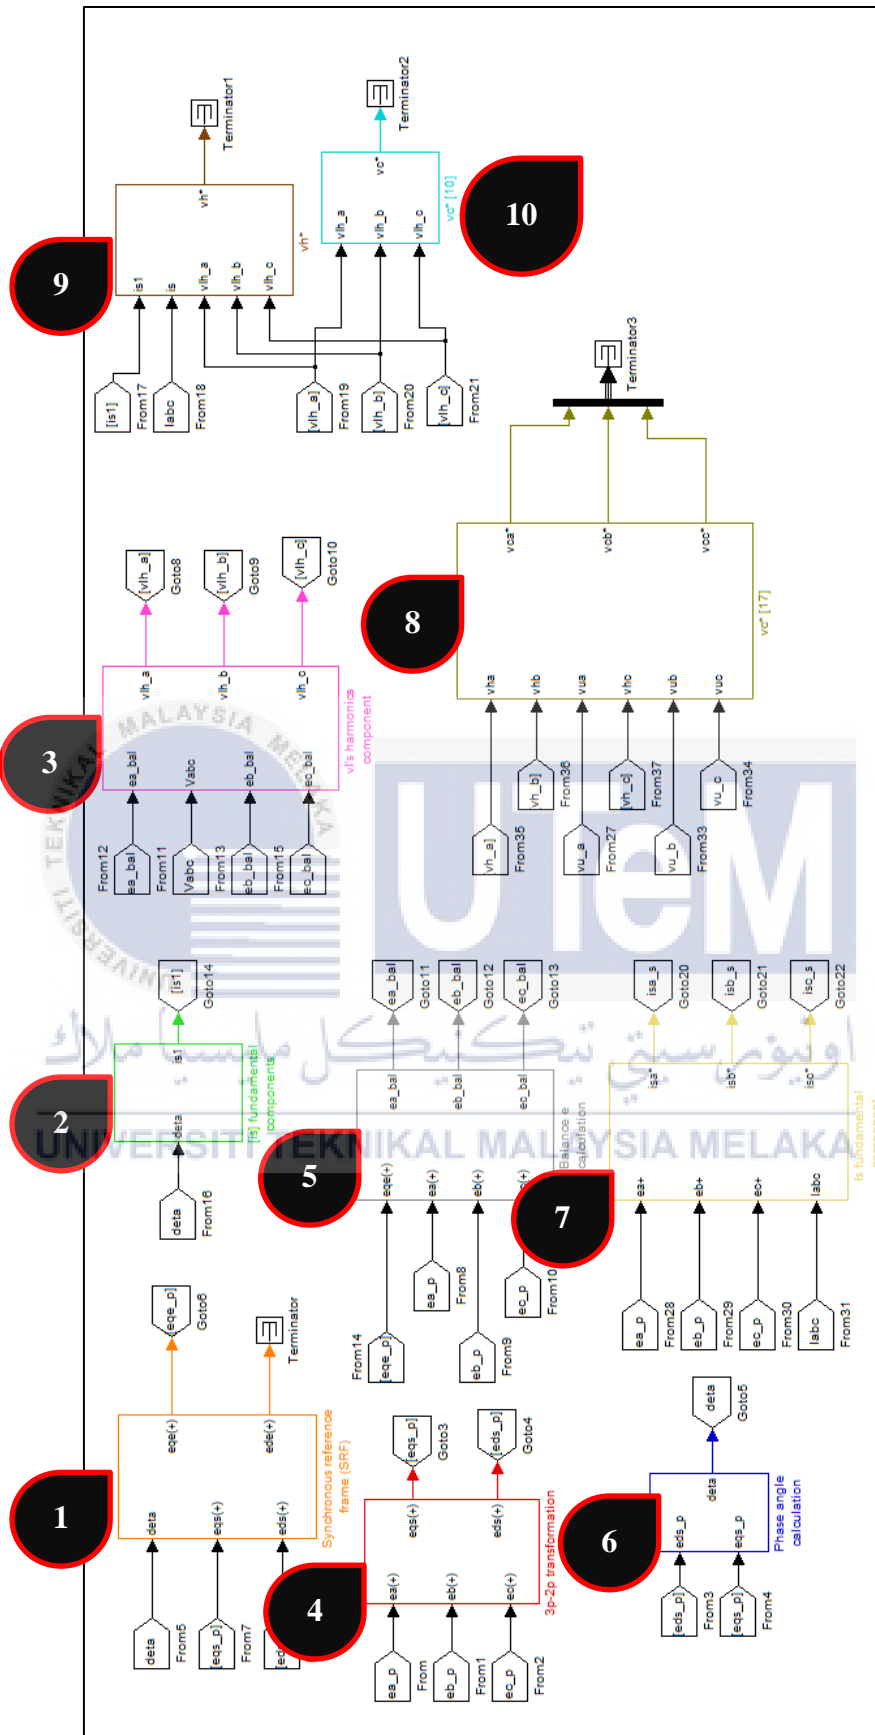 1
deta
From5
[eqs_p]
From7
deta
eqs(+)
eds(+)
eqe(+)
ede(+)
Synchronous reference
frame (SRF)
[eqe_p]
Goto6
Terminator
2
deta
From16
deta
is1
[is] fundamental
components
[is1]
Goto14
3
From12
ea_bal
From11
Vabc
From13
eb_bal
From15
ec_bal
ea_bal
Vabc
eb_bal
ec_bal
vlh_a
vlh_b
vlh_c
vl's harmonics
component
[vlh_a]
Goto8
[vlh_b]
Goto9
[vlh_c]
Goto10
9
[is1]
From17
Iabc
From18
[vlh_a]
From19
[vlh_b]
From20
[vlh_c]
From21
is1
is
vlh_a
vlh_b
vlh_c
vh*
vh*
Terminator1
10
vlh_a
vlh_b
vlh_c
vc*
vc* [10]
Terminator2
4
ea_p
From
eb_p
From1
ec_p
From2
ea(+)
eb(+)
ec(+)
eqs(+)
eds(+)
3p-2p transformation
[eqs_p]
Goto3
[eds_p]
Goto4
5
From14
[eqe_p]
ea_p
From8
eb_p
From9
ec_p
From10
eqe(+)
ea(+)
eb(+)
ea_bal
eb_bal
ec_bal
Balance e
calculation
ea_bal
Goto11
eb_bal
Goto12
ec_bal
Goto13
8
[vh_a]
From35
[vh_b]
From36
vu_a
From27
[vh_c]
From37
vu_b
From33
vu_c
From34
vha
vhb
vua
vhc
vub
vuc
vca*
vcb*
vcc*
vc* [17]
Terminator3
6
[eds_p]
From3
[eqs_p]
From4
eds_p
eqs_p
deta
Phase angle
calculation
deta
Goto5
7
ea_p
From28
eb_p
From29
ec_p
From30
Iabc
From31
ea+
eb+
ec+
Iabc
isa*
isb*
isc*
Is fundamental
isa_s
Goto20
isb_s
Goto21
isc_s
Goto22
UNIVERSITI TEKNIKAL MALAYSIA MELAKA
UTeM
اونيۏرسيتي تيكنيكل مليسيا ملاك
UNIVERSITI TEKNIKAL MALAYSIA MELAKA